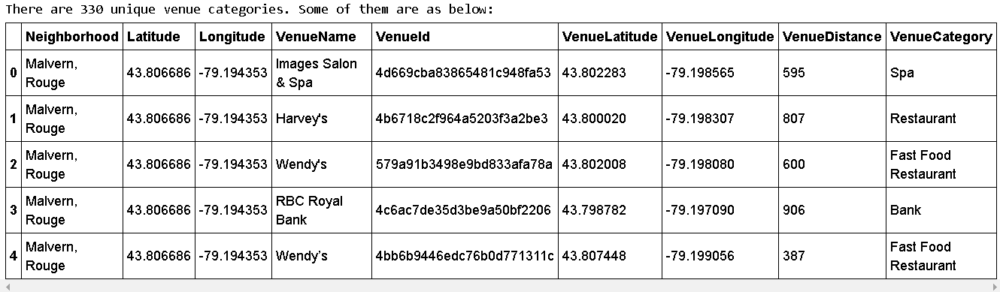 There are 330 unique venue categories. Some of them are as below:
Neighborhood Latitude Longitude VenueName VenueId VenueLatitude VenueLongitude VenueDistance VenueCategory
0 Malvern, Rouge 43.806686 -79.194353 Images Salon & Spa 4d669cba83865481c948fa53 43.802283 -79.198565 595 Spa
1 Malvern, Rouge 43.806686 -79.194353 Harvey's 4b6718c2f964a5203f3a2be3 43.800020 -79.198307 807 Restaurant
2 Malvern, Rouge 43.806686 -79.194353 Wendy's 579a91b3498e9bd833afa78a 43.802008 -79.198080 600 Fast Food Restaurant
3 Malvern, Rouge 43.806686 -79.194353 RBC Royal Bank 4c6ac7de35d3be9a50bf2206 43.798782 -79.197090 906 Bank
4 Malvern, Rouge 43.806686 -79.194353 Wendy’s 4bb6b9446edc76b0d771311c 43.807448 -79.199056 387 Fast Food Restaurant